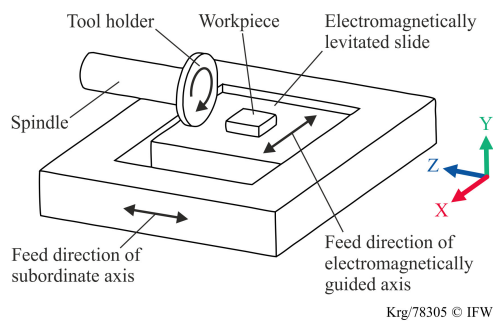 Tool holder
Workpiece
Electromagnetically
levitated slide
Spindle
Y
Z
X
Feed direction of
subordinate axis
Feed direction of
electromagnetically
guided axis
Krg/78305 © IFW